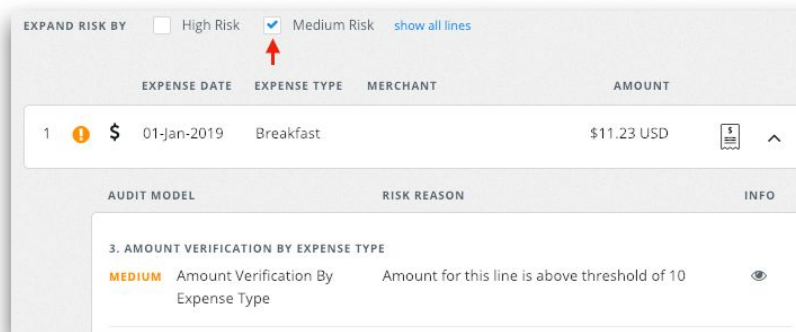 EXPAND RISK BY High Risk Medium Risk show all lines
EXPENSE DATE EXPENSE TYPE MERCHANT AMOUNT
1 $ 01-Jan-2019 Breakfast $11.23 USD
AUDIT MODEL RISK REASON INFO
3. AMOUNT VERIFICATION BY EXPENSE TYPE
MEDIUM Amount Verification By Amount for this line is above threshold of 10
Expense Type